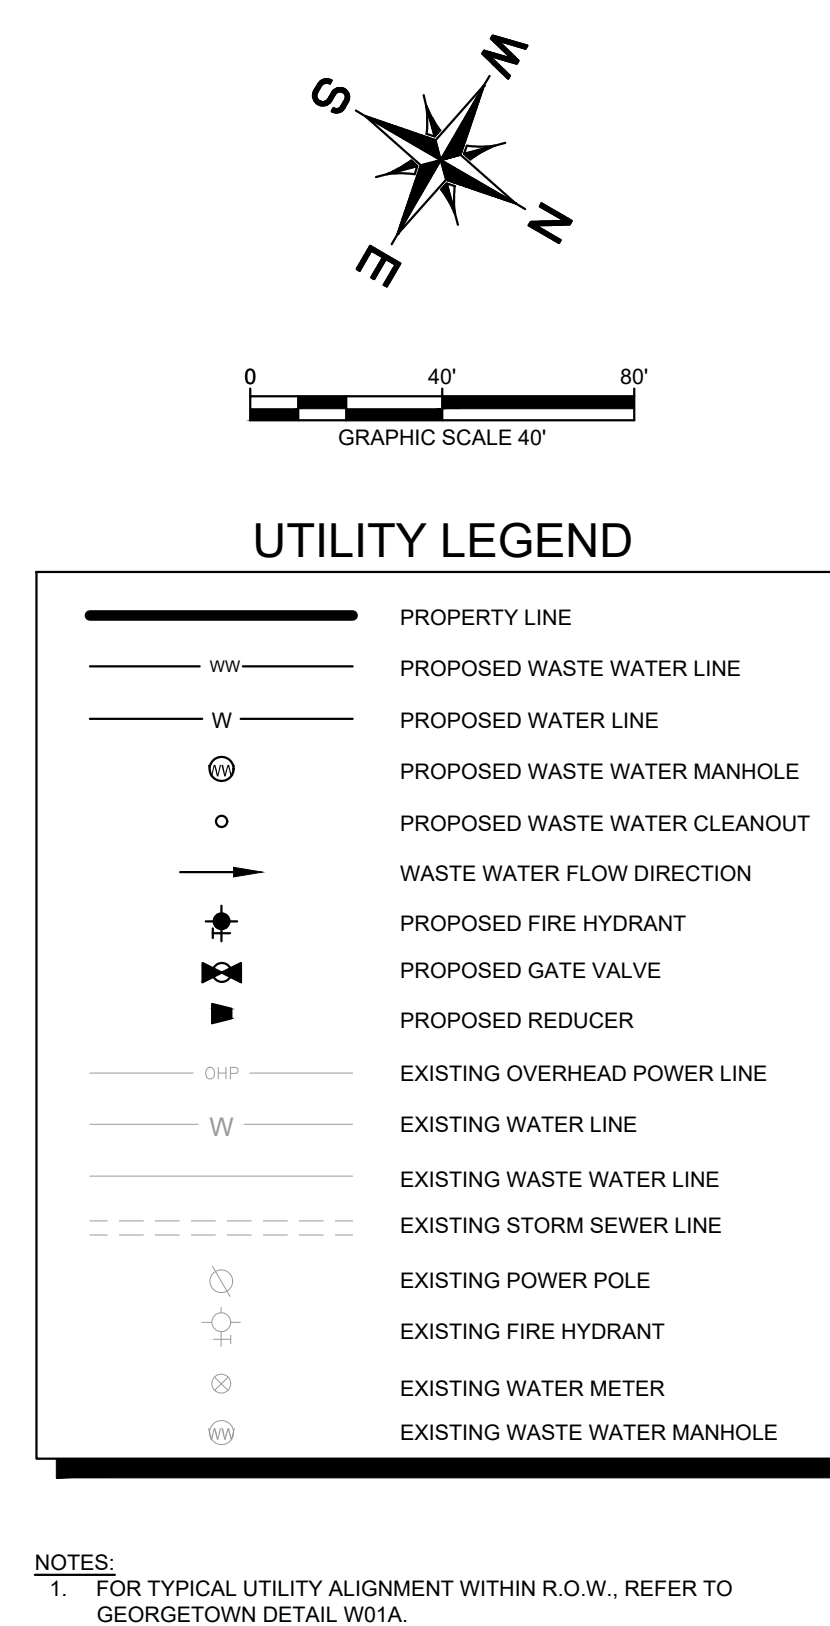 W
S
N
E
0 40' 80'
GRAPHIC SCALE 40'
UTILITY LEGEND
PROPERTY LINE
WW PROPOSED WASTE WATER LINE
W PROPOSED WATER LINE
WW PROPOSED WASTE WATER MANHOLE
PROPOSED WASTE WATER CLEANOUT
WASTE WATER FLOW DIRECTION
PROPOSED FIRE HYDRANT
PROPOSED GATE VALVE
PROPOSED REDUCER
OHP EXISTING OVERHEAD POWER LINE
W EXISTING WATER LINE
EXISTING WASTE WATER LINE
EXISTING STORM SEWER LINE
EXISTING POWER POLE
EXISTING FIRE HYDRANT
EXISTING WATER METER
WW EXISTING WASTE WATER MANHOLE
NOTES:
1. FOR TYPICAL UTILITY ALIGNMENT WITHIN R.O.W., REFER TO
GEORGETOWN DETAIL W01A.